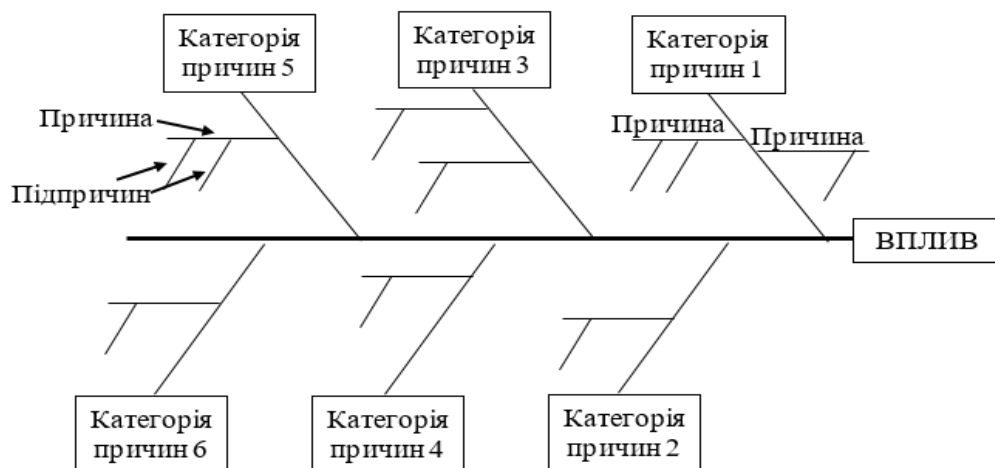 Категорія
причин 5
Категорія
причин 3
Категорія
причин 1
Причина
Причина
Причина
Підпричин
ВПЛИВ
Категорія
причин 6
Категорія
причин 4
Категорія
причин 2